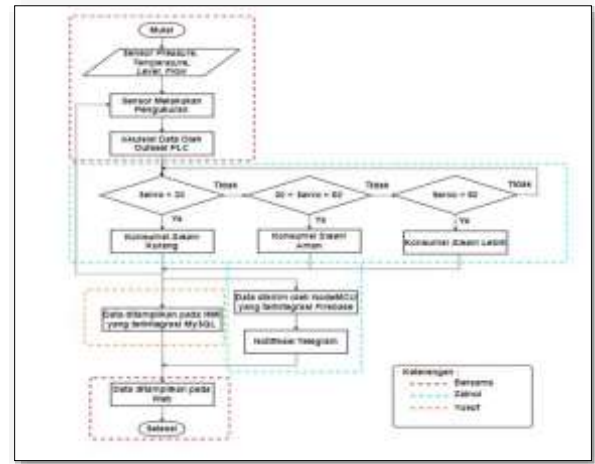 Mulai
Sensor Pressure,
Temperature,
Level, Flow
Sensor Melakukan
Pengukuran
Akuisisi Data Oleh
Outseal PLC
Tidak
Tidak
Tidak
Ya
Ya
Ya
Konsumsi Steam
Kurang
Konsumsi Steam
Aman
Konsumsi Steam Lebih
Data ditampilkan pada HMI
yang terintegrasi MySQL
Data dikirim oleh NodeMCU
yang terintegrasi Firebase
Notifikasi Telegram
Data ditampilkan pada
Web
Selesai
Keterangan :
Bersama
Zainul
Yusuf